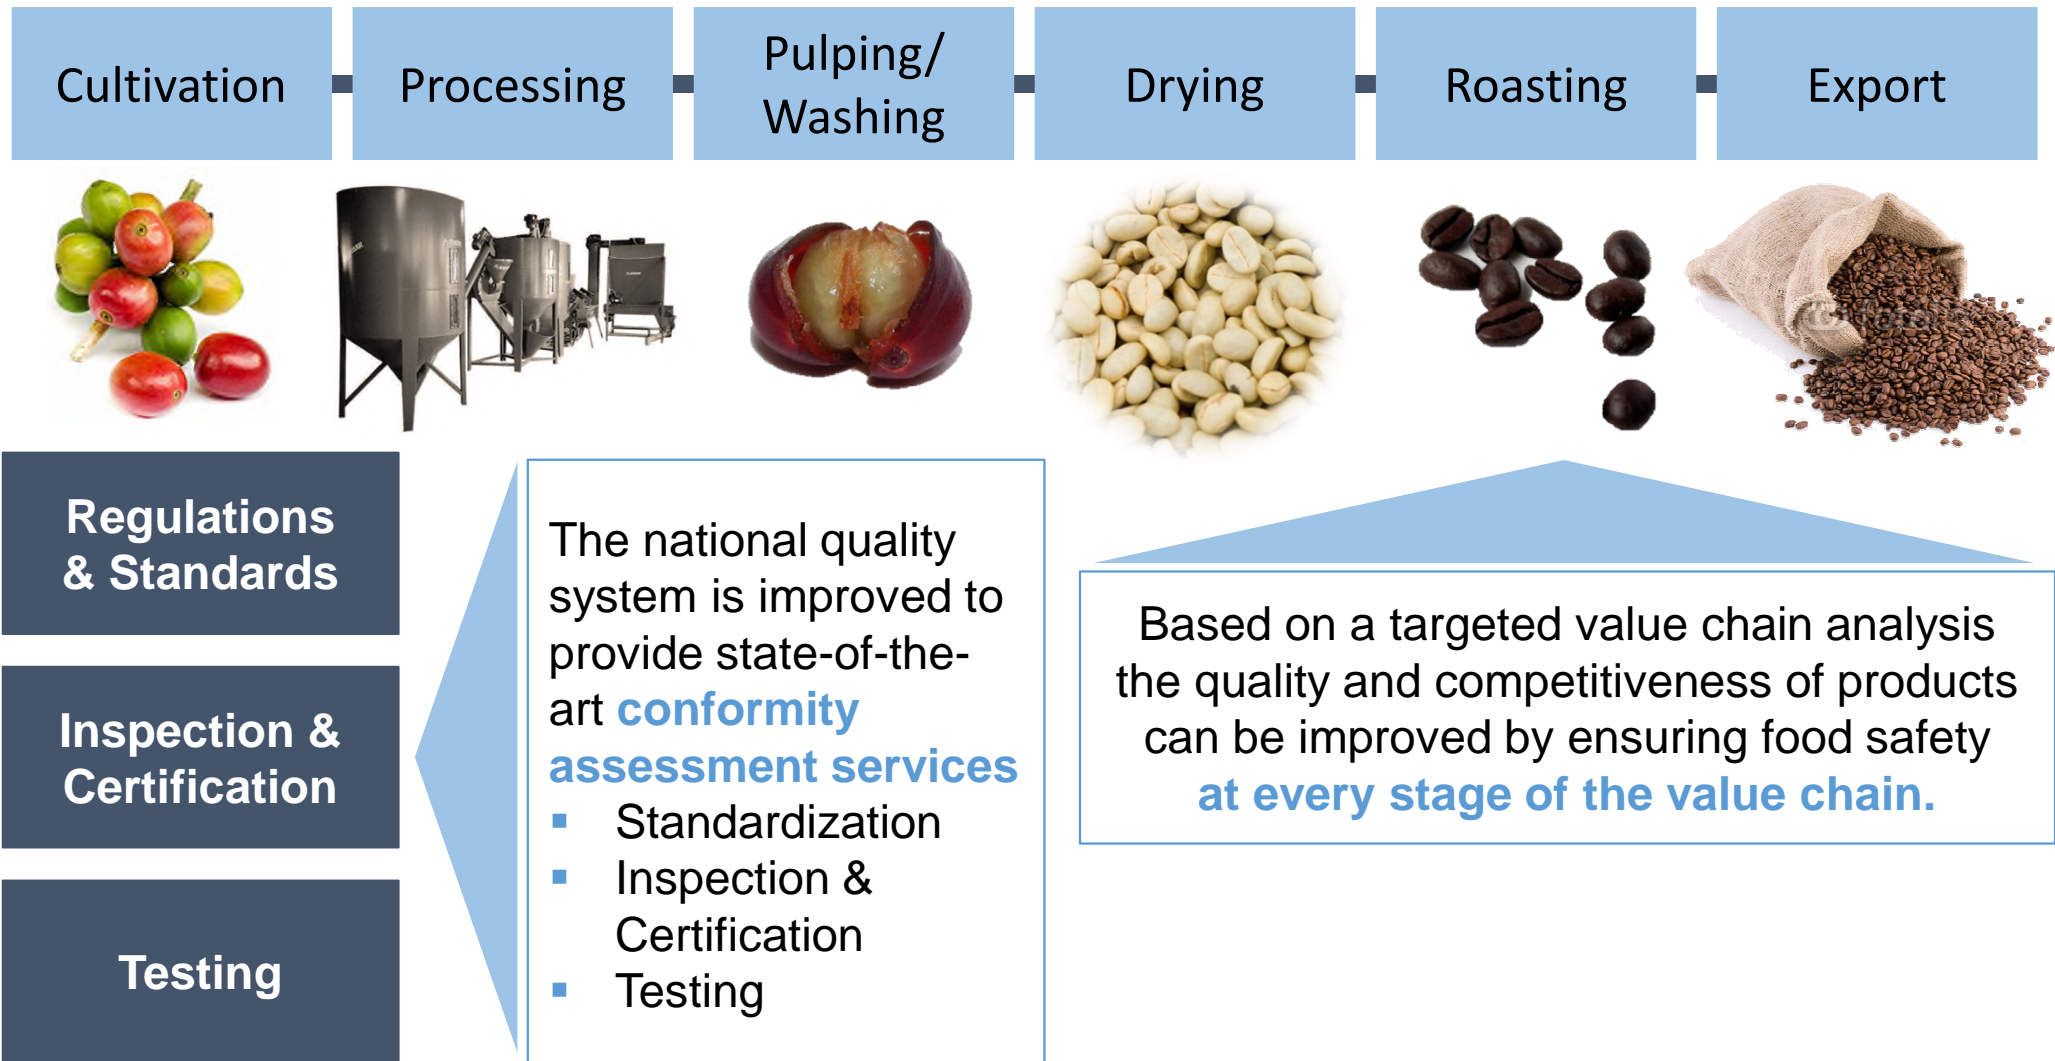 Cultivation
Processing
Pulping/
Washing
Drying
Roasting
Export
Regulations
& Standards
Inspection &
Certification
Testing
The national quality
system is improved to
provide state-of-the-
art conformity
assessment services
▪ Standardization
▪ Inspection &
Certification
▪ Testing
Based on a targeted value chain analysis
the quality and competitiveness of products
can be improved by ensuring food safety
at every stage of the value chain.